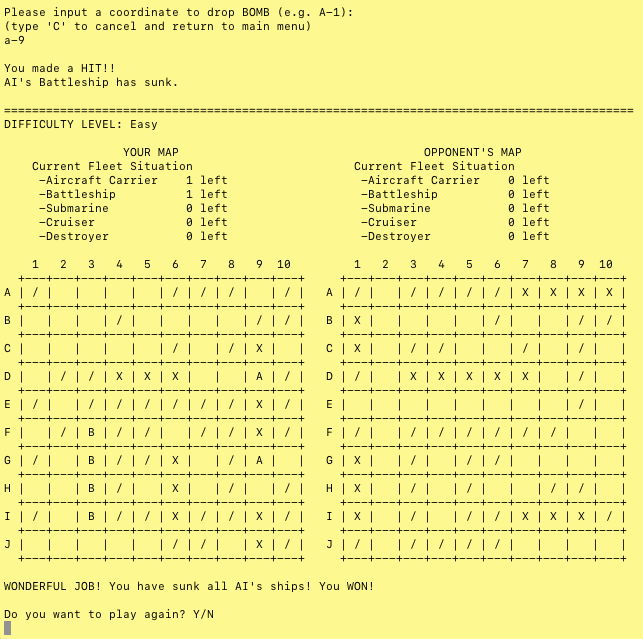 Please input a coordinate to drop BOMB (e.g. A-1):
(type 'C' to cancel and return to main menu)
a-9

You made a HIT!!
AI's Battleship has sunk.

==========================================================================================
DIFFICULTY LEVEL: Easy

                 YOUR MAP                                   OPPONENT'S MAP
    Current Fleet Situation                       Current Fleet Situation
     -Aircraft Carrier    1 left                   -Aircraft Carrier    0 left
     -Battleship          1 left                   -Battleship          0 left
     -Submarine           0 left                   -Submarine           0 left
     -Cruiser             0 left                   -Cruiser             0 left
     -Destroyer           0 left                   -Destroyer           0 left

    1   2   3   4   5   6   7   8   9  10         1   2   3   4   5   6   7   8   9  10
  +---+---+---+---+---+---+---+---+---+---+     +---+---+---+---+---+---+---+---+---+---+
A | / |   |   |   |   | / | / | / |   | / |   A | / |   | / | / | / | / | X | X | X | X |
  +---+---+---+---+---+---+---+---+---+---+     +---+---+---+---+---+---+---+---+---+---+
B |   |   |   | / |   |   |   |   | / | / |   B | X |   |   |   |   | / |   |   | / | / |
  +---+---+---+---+---+---+---+---+---+---+     +---+---+---+---+---+---+---+---+---+---+
C |   |   |   |   |   | / |   | / | X |   |   C | X |   | / | / |   |   | / |   | / |   |
  +---+---+---+---+---+---+---+---+---+---+     +---+---+---+---+---+---+---+---+---+---+
D |   | / | / | X | X | X |   |   | A | / |   D | / |   | X | X | X | X | X |   | / |   |
  +---+---+---+---+---+---+---+---+---+---+     +---+---+---+---+---+---+---+---+---+---+
E | / |   | / | / | / | / | / | / | X | / |   E |   |   |   |   |   |   |   |   | / |   |
  +---+---+---+---+---+---+---+---+---+---+     +---+---+---+---+---+---+---+---+---+---+
F |   | / | B | / | / |   | / | / | X | / |   F | / | / | / | / | / | / | / | / |   |   |
  +---+---+---+---+---+---+---+---+---+---+     +---+---+---+---+---+---+---+---+---+---+
G | / |   | B | / | / | X |   | / | A |   |   G | X |   | / |   | / | / |   |   |   |   |
  +---+---+---+---+---+---+---+---+---+---+     +---+---+---+---+---+---+---+---+---+---+
H |   |   | B | / |   | X |   | / |   | / |   H | X |   | / |   | / |   |   | / | / |   |
  +---+---+---+---+---+---+---+---+---+---+     +---+---+---+---+---+---+---+---+---+---+
I | / |   | B | / | / | X | / | / | X | / |   I | X |   | / |   | / | / | X | X | X | / |
  +---+---+---+---+---+---+---+---+---+---+     +---+---+---+---+---+---+---+---+---+---+
J |   |   |   |   |   | / | / |   | X | / |   J | / | / | / | / | / | / |   |   |   |   |
  +---+---+---+---+---+---+---+---+---+---+     +---+---+---+---+---+---+---+---+---+---+

WONDERFUL JOB! You have sunk all AI's ships! You WON!

Do you want to play again? Y/N